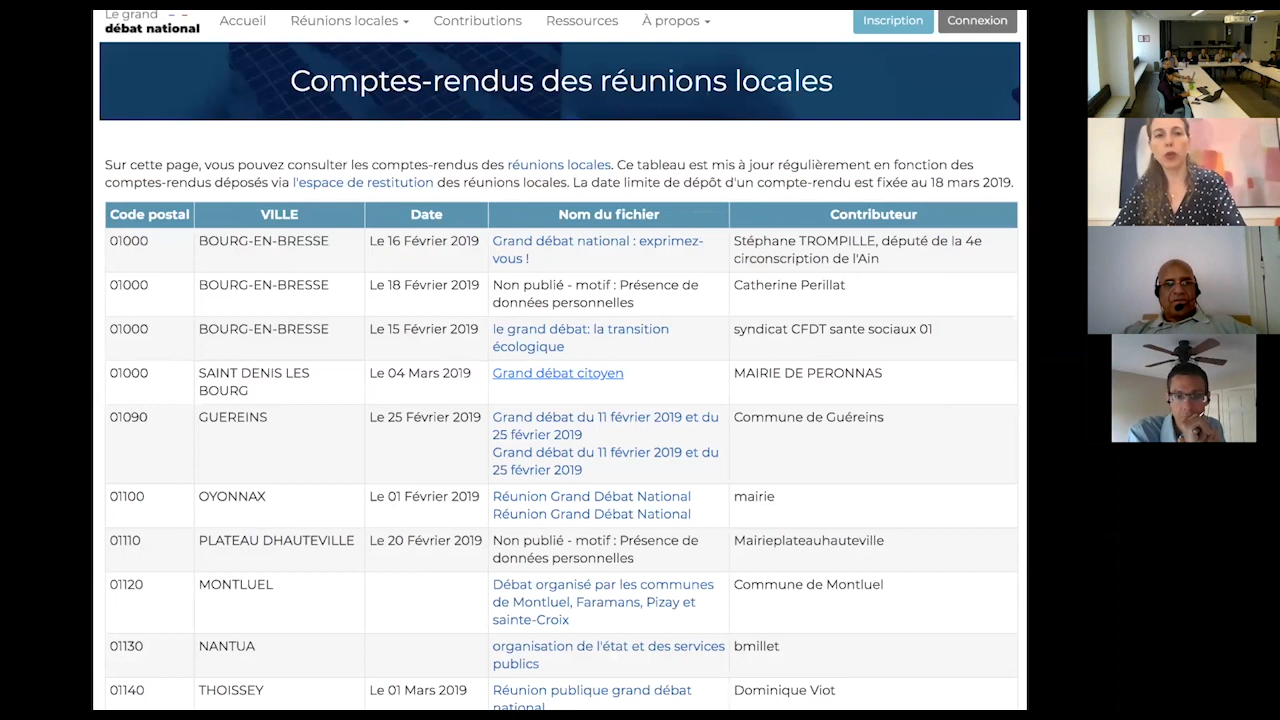 Le grand
débat national
Accueil Réunions locales Contributions Ressources À propos Inscription Connexion
Comptes-rendus des réunions locales
Sur cette page, vous pouvez consulter les comptes-rendus des réunions locales. Ce tableau est mis à jour régulièrement en fonction des
comptes-rendus déposés via l'espace de restitution des réunions locales. La date limite de dépôt d'un compte-rendu est fixée au 18 mars 2019.
Code postal VILLE Date Nom du fichier Contributeur
01000 BOURG-EN-BRESSE Le 16 Février 2019 Grand débat national : exprimez-
vous ! Stéphane TROMPILLE, député de la 4e
circonscription de l'Ain
01000 BOURG-EN-BRESSE Le 18 Février 2019 Non publié - motif : Présence de
données personnelles Catherine Perillat
01000 BOURG-EN-BRESSE Le 15 Février 2019 le grand débat: la transition
écologique syndicat CFDT sante sociaux 01
01000 SAINT DENIS LES
BOURG Le 04 Mars 2019 Grand débat citoyen MAIRIE DE PERONNAS
01090 GUEREINS Le 25 Février 2019 Grand débat du 11 février 2019 et du
25 février 2019
Grand débat du 11 février 2019 et du
25 février 2019 Commune de Guéreins
01100 OYONNAX Le 01 Février 2019 Réunion Grand Débat National
Réunion Grand Débat National mairie
01110 PLATEAU DHAUTEVILLE Le 20 Février 2019 Non publié - motif : Présence de
données personnelles Mairieplateauhauteville
01120 MONTLUEL Débat organisé par les communes
de Montluel, Faramans, Pizay et
sainte-Croix Commune de Montluel
01130 NANTUA organisation de l'état et des services
publics bmillet
01140 THOISSEY Le 01 Mars 2019 Réunion publique grand débat
national Dominique Viot